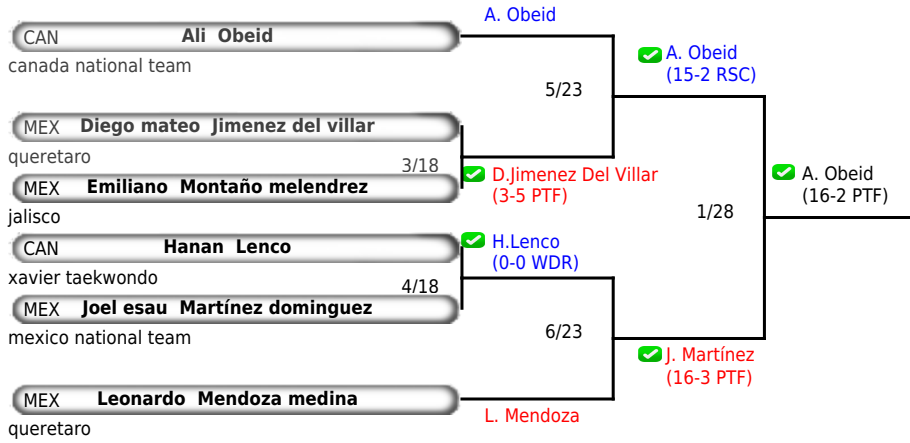 A. Obeid
CAN Ali Obeid
canada national team
A. Obeid
(15-2 RSC)
5/23
MEX Diego mateo Jimenez del villar
queretaro
3/18
D.Jimenez Del Villar
(3-5 PTF)
MEX Emiliano Montaño melendrez
jalisco
A. Obeid
(16-2 PTF)
1/28
CAN Hanan Lenco
xavier taekwondo
H.Lenco
(0-0 WDR)
4/18
MEX Joel esau Martínez dominguez
mexico national team
6/23
J. Martínez
(16-3 PTF)
MEX Leonardo Mendoza medina
queretaro
L. Mendoza